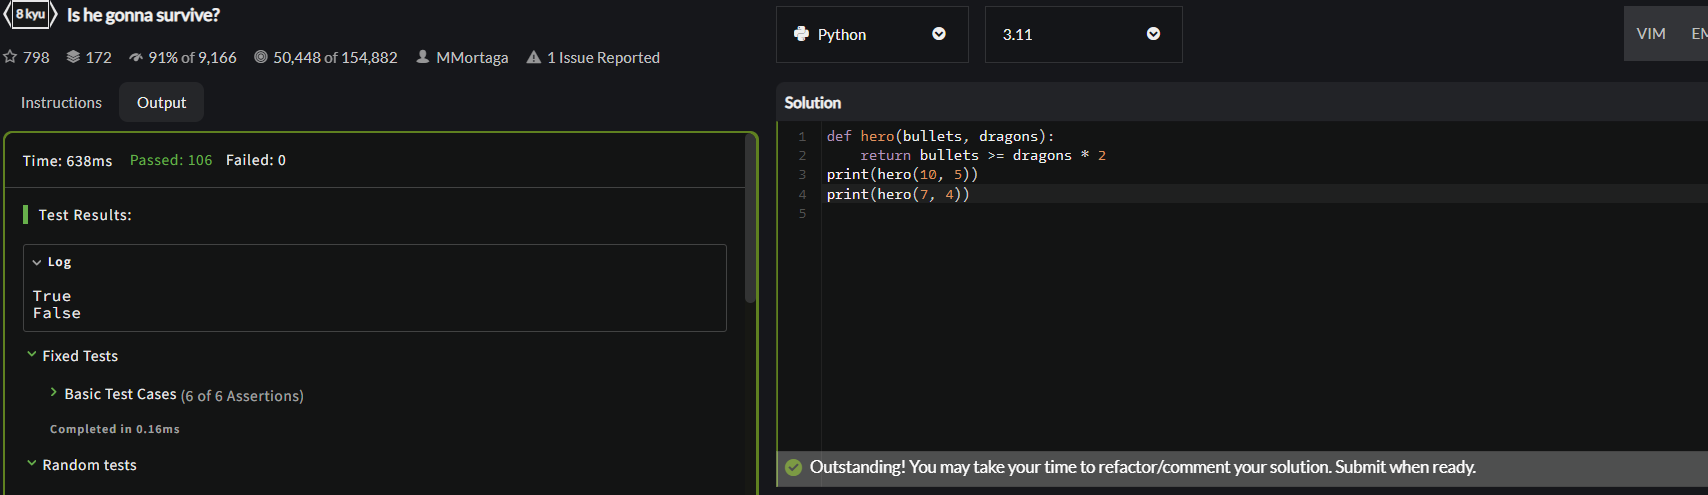 8 kyu Is he gonna survive?
798 172 91% of 9,166 50,448 of 154,882 MMortaga 1 Issue Reported
Instructions Output
Time: 638ms Passed: 106 Failed: 0
Test Results:
Log
True
False
Fixed Tests
Basic Test Cases (6 of 6 Assertions)
Completed in 0.16ms
Random tests
Python 3.11 VIM EM
Solution
1 def hero(bullets, dragons):
2     return bullets >= dragons * 2
3 print(hero(10, 5))
4 print(hero(7, 4))
5
Outstanding! You may take your time to refactor/comment your solution. Submit when ready.